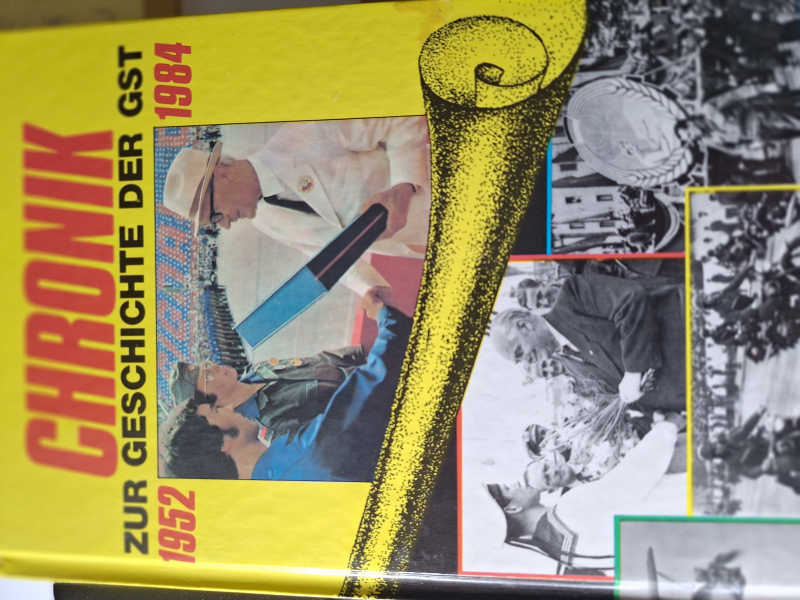 CHRONIK
ZUR GESCHICHTE DER GST
1952 1984